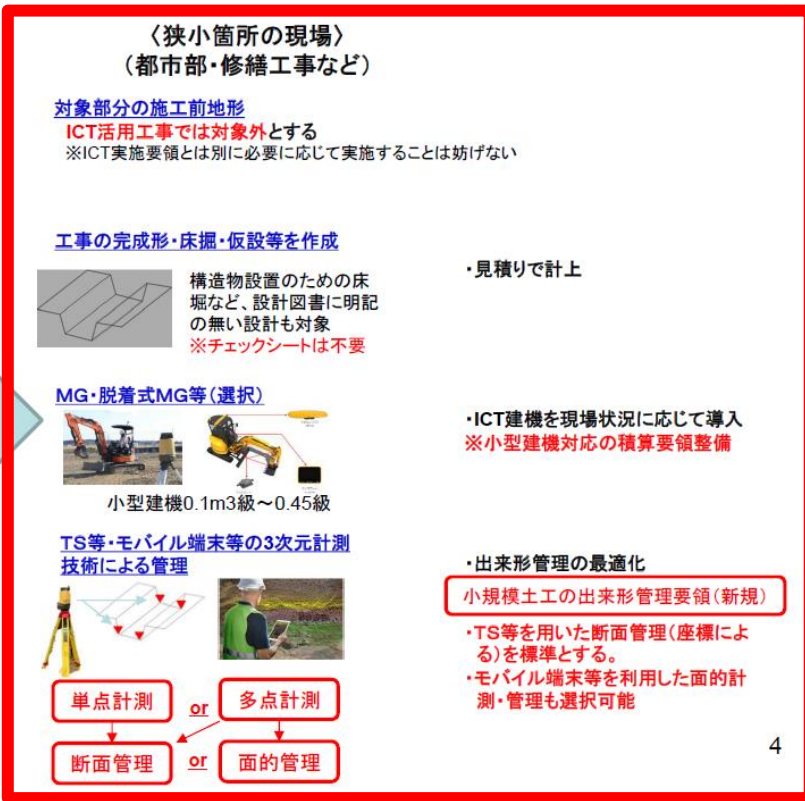 〈狭小箇所の現場〉
（都市部・修繕工事など）
対象部分の施工前地形
ICT活用工事では対象外とする
※ICT実施要領とは別に必要に応じて実施することは妨げない
工事の完成形・床掘・仮設等を作成
構造物設置のための床
堀など、設計図書に明記
の無い設計も対象
※チェックシートは不要
・見積りで計上
MG・脱着式MG等（選択）
小型建機0.1m3級～0.45級
・ICT建機を現場状況に応じて導入
※小型建機対応の積算要領整備
TS等・モバイル端末等の3次元計測
技術による管理
単点計測 or 多点計測
断面管理 or 面的管理
・出来形管理の最適化
小規模土工の出来形管理要領（新規）
・TS等を用いた断面管理（座標によ
る）を標準とする。
・モバイル端末等を利用した面的計
測・管理も選択可能
4